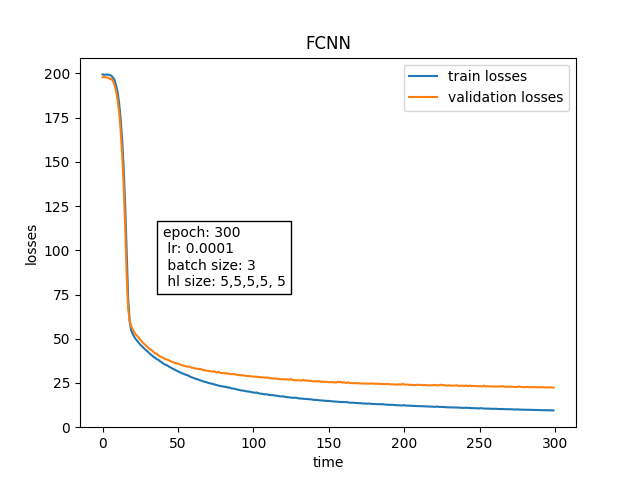 FCNN
train losses
validation losses
epoch: 300
lr: 0.0001
batch size: 3
hl size: 5,5,5,5, 5
losses
200
175
150
125
100
75
50
25
0
0 50 100 150 200 250 300
time